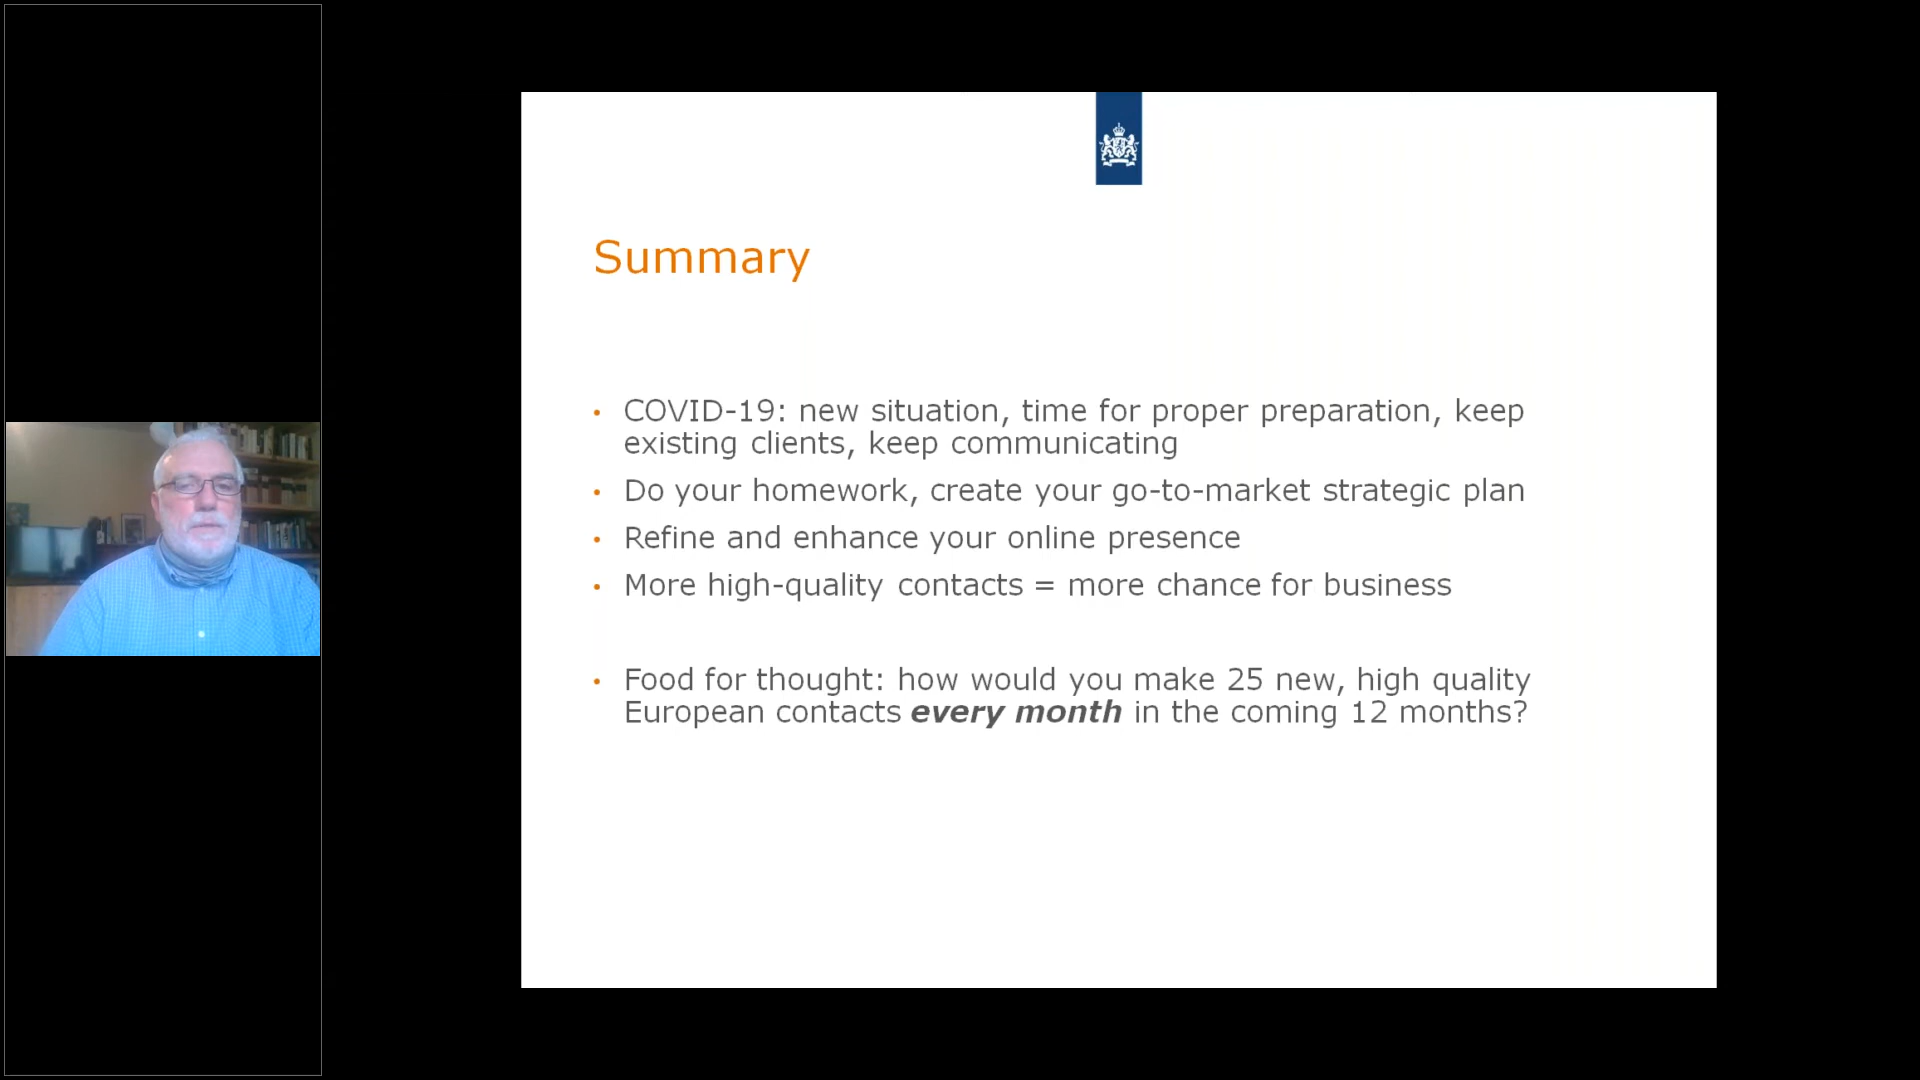 Summary
• COVID-19: new situation, time for proper preparation, keep
existing clients, keep communicating
• Do your homework, create your go-to-market strategic plan
• Refine and enhance your online presence
• More high-quality contacts = more chance for business
• Food for thought: how would you make 25 new, high quality
European contacts every month in the coming 12 months?